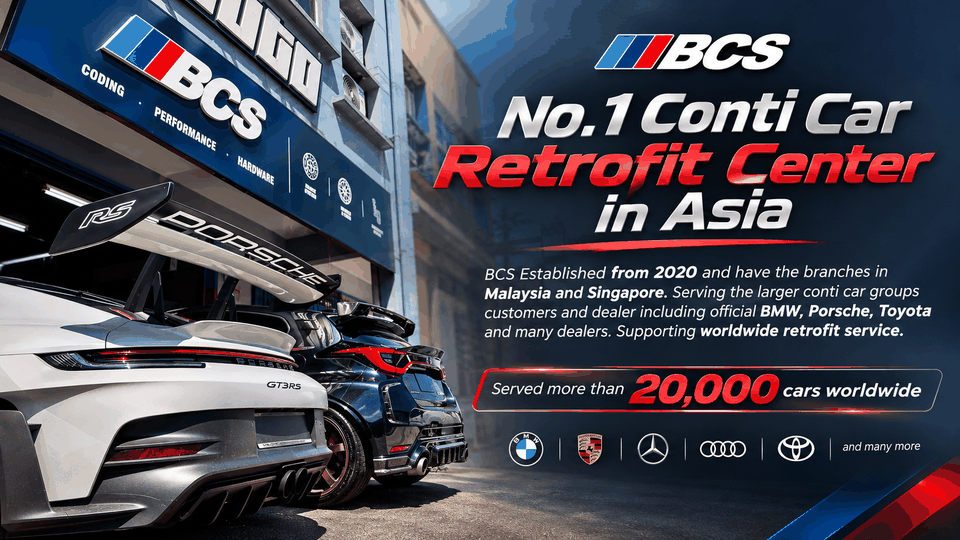 BCS
CODING · PERFORMANCE · HARDWARE
RS
PORSCHE
GT3RS
BCS
No.1 Conti Car
Retrofit Center
in Asia
BCS Established from 2020 and have the branches in
Malaysia and Singapore. Serving the larger conti car groups
customers and dealer including official BMW, Porsche, Toyota
and many dealers. Supporting worldwide retrofit service.
Served more than 20,000 cars worldwide
BMW
and many more